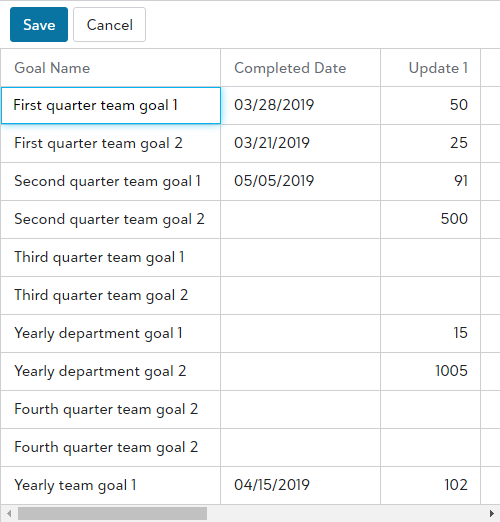 Save Cancel
Goal Name Completed Date Update 1
First quarter team goal 1 03/28/2019 50
First quarter team goal 2 03/21/2019 25
Second quarter team goal 1 05/05/2019 91
Second quarter team goal 2 500
Third quarter team goal 1
Third quarter team goal 2
Yearly department goal 1 15
Yearly department goal 2 1005
Fourth quarter team goal 2
Fourth quarter team goal 2
Yearly team goal 1 04/15/2019 102